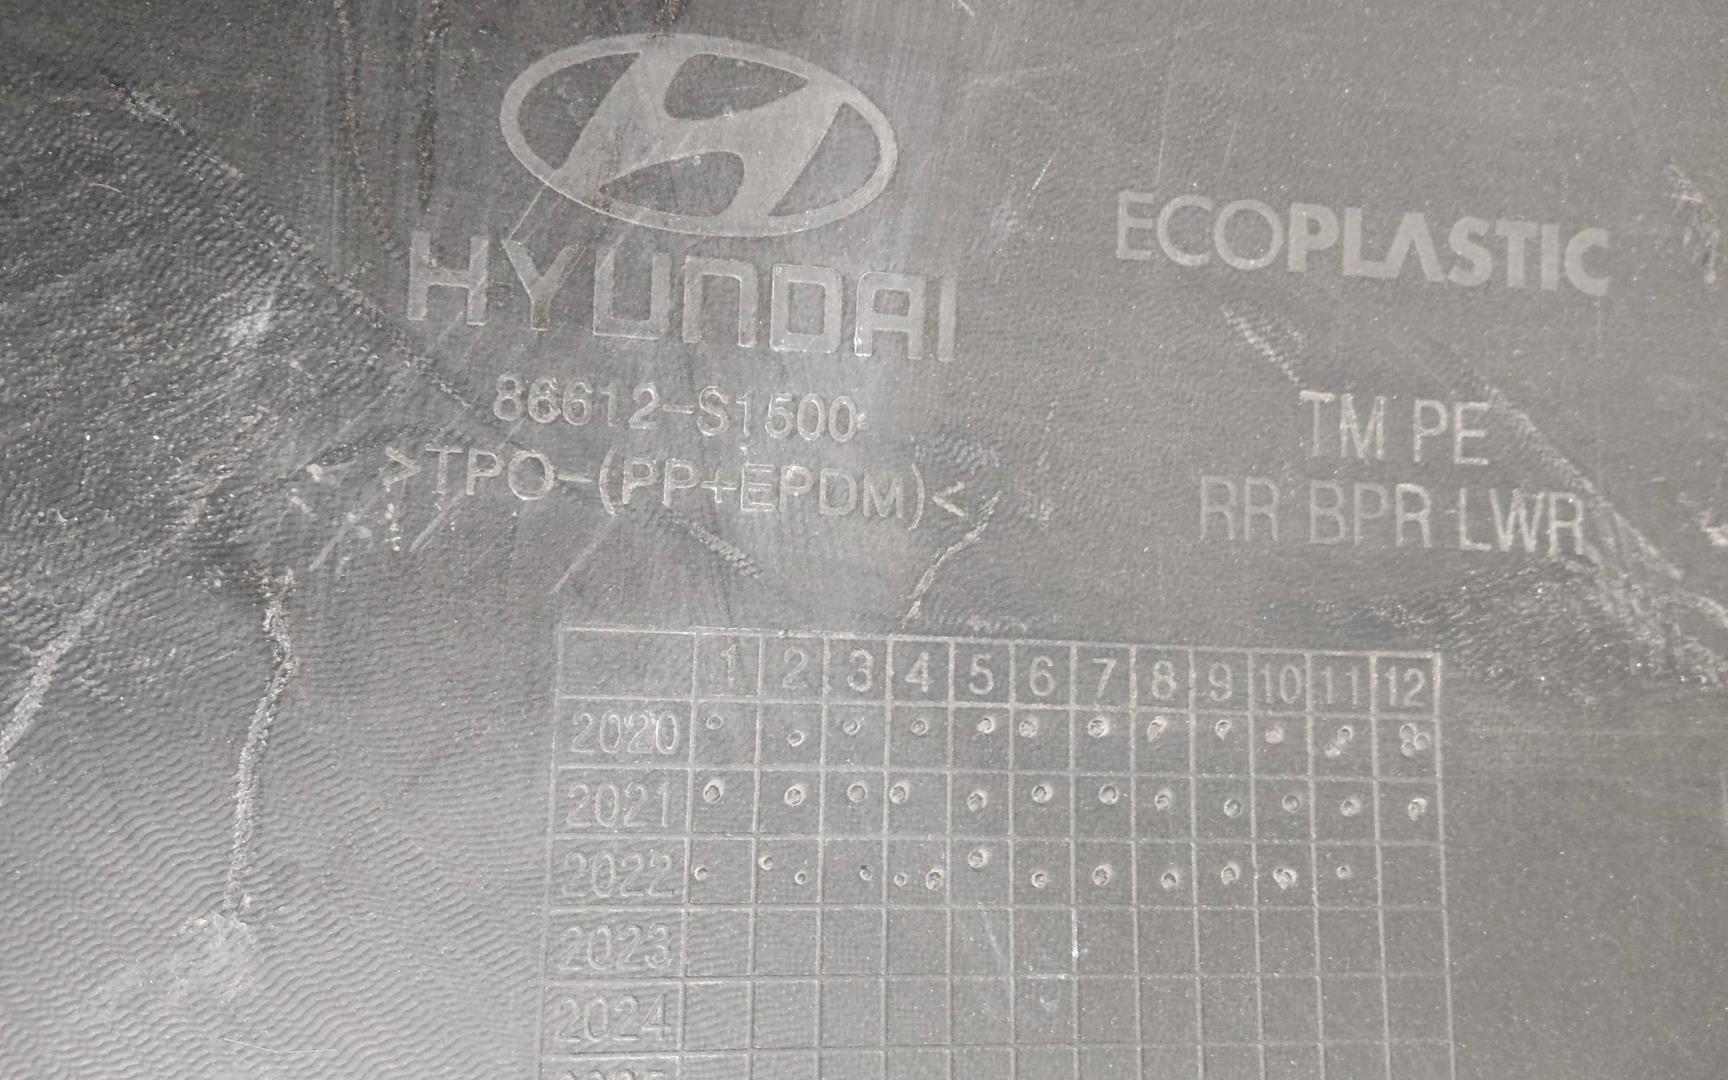 HYUNDAI
ECOPLASTIC
86612-S1500
>TPO-(PP+EPDM)<
TM PE
RR BPR LWR
1 2 3 4 5 6 7 8 9 10 11 12
2020
2021
2022
2023
2024